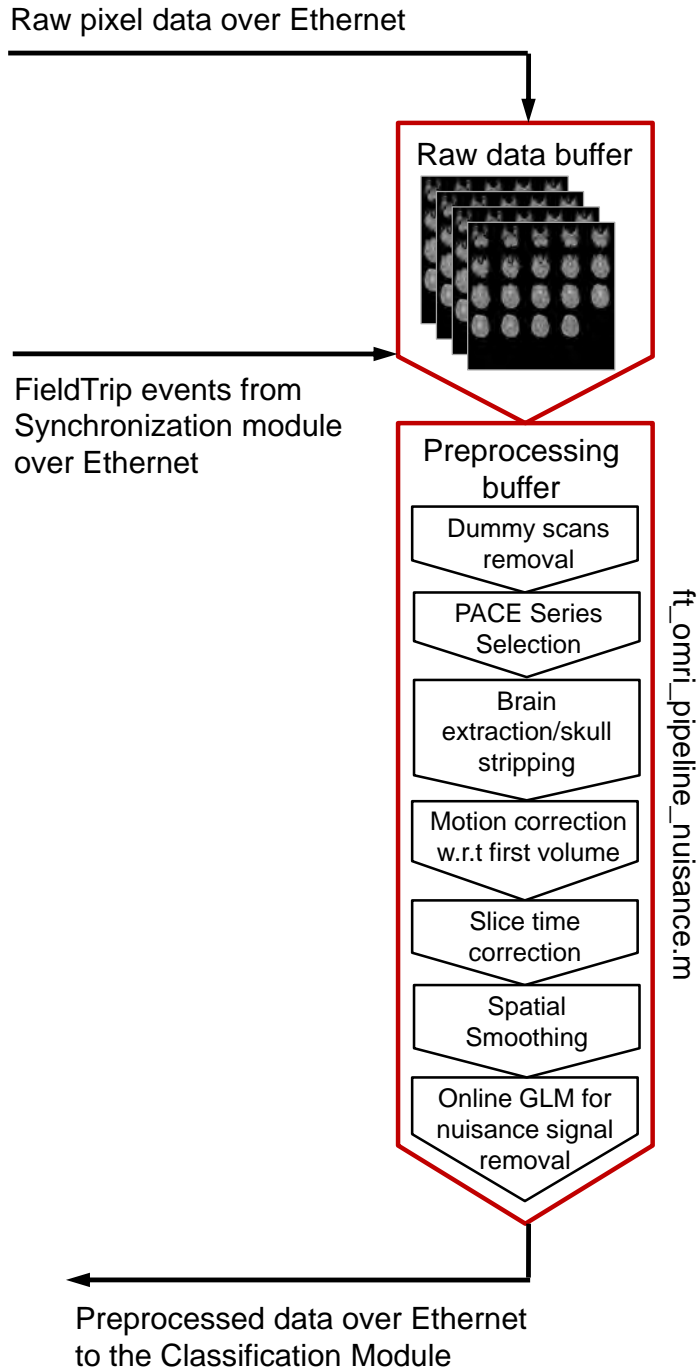 Raw pixel data over Ethernet
Raw data buffer
FieldTrip events from
Synchronization module
over Ethernet
Preprocessing
buffer
Dummy scans
removal
PACE Series
Selection
Brain
extraction/skull
stripping
Motion correction
w.r.t first volume
Slice time
correction
Spatial
Smoothing
Online GLM for
nuisance signal
removal
ft_omri_pipeline_nuisance.m
Preprocessed data over Ethernet
to the Classification Module